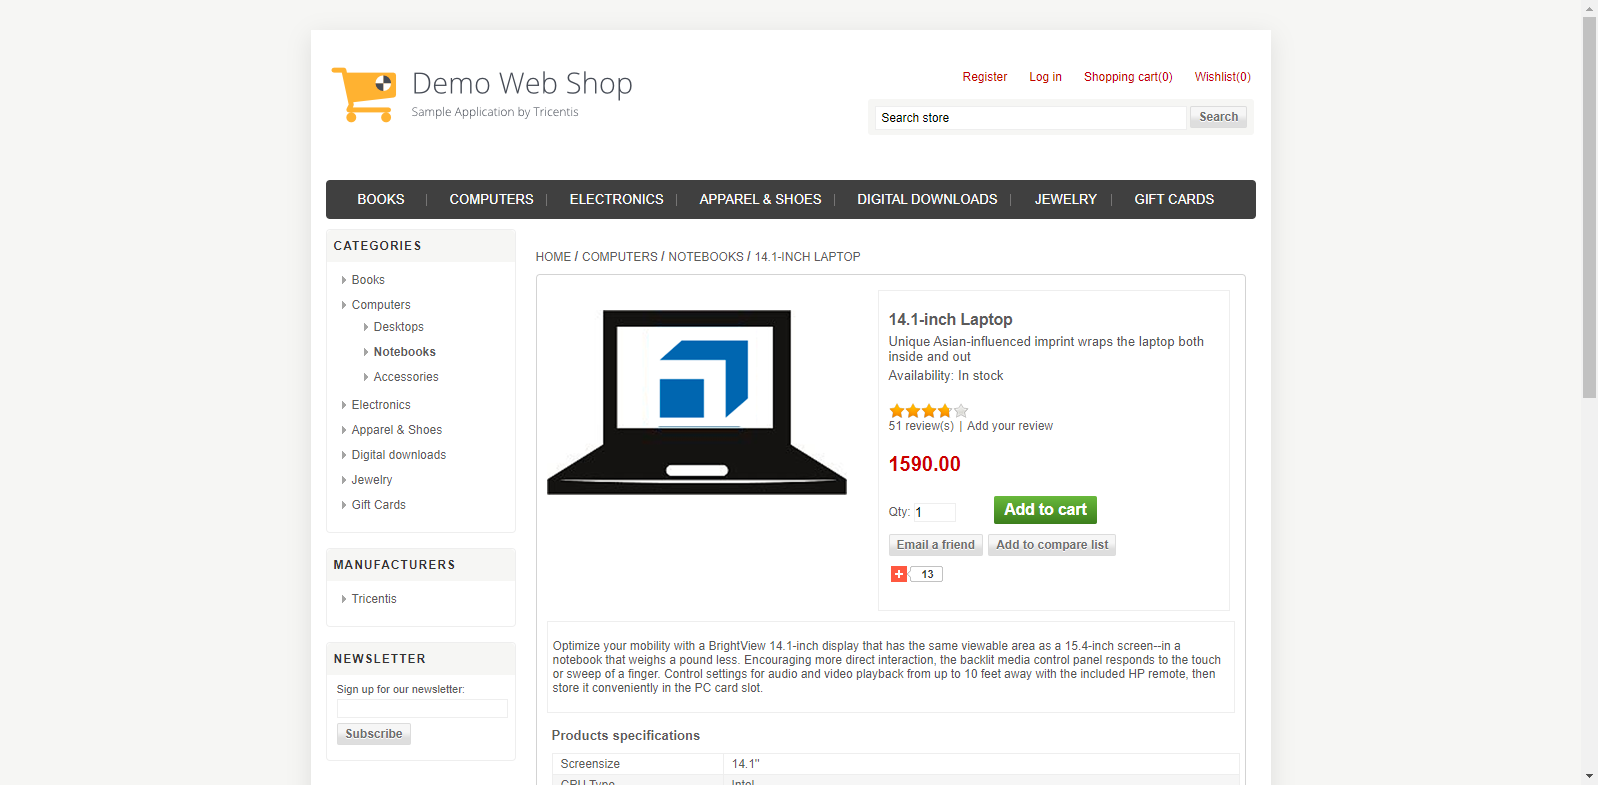 Demo Web Shop
Sample Application by Tricentis
Register Log in Shopping cart(0) Wishlist(0)
Search store Search
BOOKS COMPUTERS ELECTRONICS APPAREL & SHOES DIGITAL DOWNLOADS JEWELRY GIFT CARDS
CATEGORIES
Books
Computers
Desktops
Notebooks
Accessories
Electronics
Apparel & Shoes
Digital downloads
Jewelry
Gift Cards
MANUFACTURERS
Tricentis
NEWSLETTER
Sign up for our newsletter:
Subscribe
HOME / COMPUTERS / NOTEBOOKS / 14.1-INCH LAPTOP
14.1-inch Laptop
Unique Asian-influenced imprint wraps the laptop both
inside and out
Availability: In stock
51 review(s) | Add your review
1590.00
Qty: 1 Add to cart
Email a friend Add to compare list
13
Optimize your mobility with a BrightView 14.1-inch display that has the same viewable area as a 15.4-inch screen--in a
notebook that weighs a pound less. Encouraging more direct interaction, the backlit media control panel responds to the touch
or sweep of a finger. Control settings for audio and video playback from up to 10 feet away with the included HP remote, then
store it conveniently in the PC card slot.
Products specifications
Screensize 14.1''
CPU Type Intel